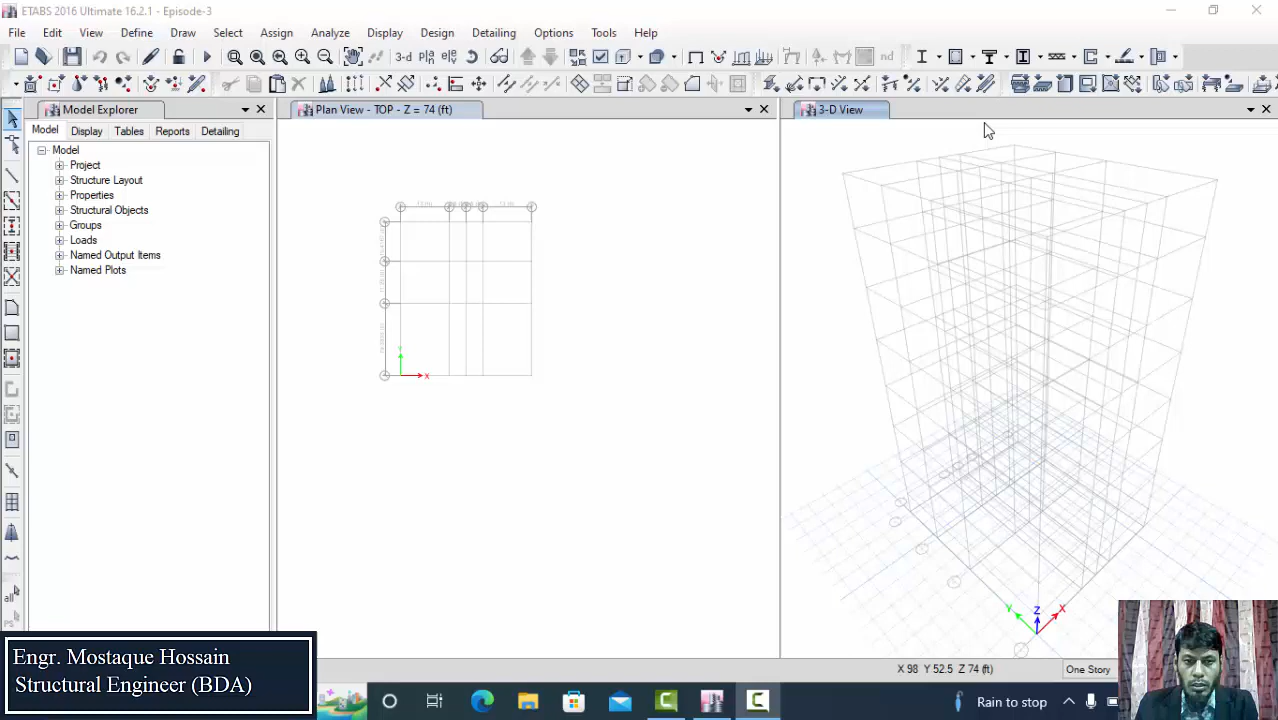 ETABS 2016 Ultimate 16.2.1 - Episode-3
File Edit View Define Draw Select Assign Analyze Display Design Detailing Options Tools Help
3-d
nd
Model Explorer
Plan View - TOP - Z = 74 (ft)
3-D View
Model Display Tables Reports Detailing
Model
Project
Structure Layout
Properties
Structural Objects
Groups
Loads
Named Output Items
Named Plots
Y
X
Y
Z
X
all
Engr. Mostaque Hossain
Structural Engineer (BDA)
X 98 Y 52.5 Z 74 (ft)
One Story
Rain to stop